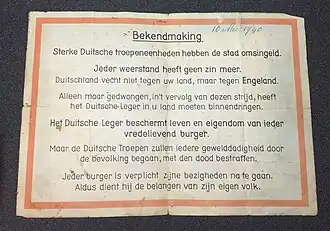 10 Mei 1940
Bekendmaking
Sterke Duitsche troepeneenheden hebben de stad omsingeld.
Jeder weerstand heeft geen zin meer.
Duitschland vecht niet tegen uw land, maar tegen Engeland.
Alleen maar gedwongen, in't vervolg van dezen strijd, heeft
het Duitsche Leger in u land moeten binnendringen.
Het Duitsche Leger beschermt leven en eigendom van ieder
vredelievend burger.
Maar de Duitsch Troepen zullen iedere gewelddadigheid door
de bevolking begaan, met den dood bestraffen.
Jeder burger is verplicht zijne bezigheden na te gaan.
Aldus dient hij de belangen van zijn eigen volk.